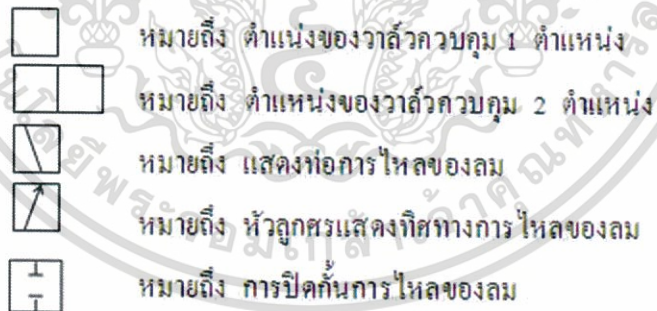 หมายถึง ตำแน่งของวาล์วควบคุม 1 ตำแหน่ง
หมายถึง ตำแหน่งของวาล์วควบคุม 2 ตำแหน่ง
หมายถึง แสดงท่อการไหลของลม
หมายถึง หัวลูกศรแสดงทิศทางการไหลของลม
หมายถึง การปิดกั้นการไหลของลม